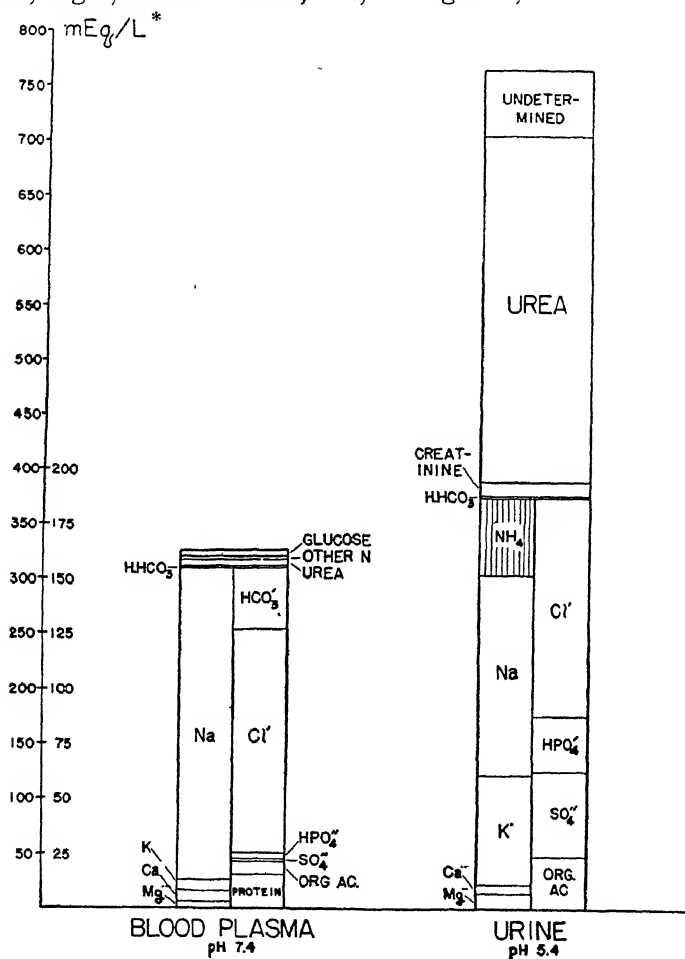 mEq/L*
800
750
700
650
600
550
500
450
400 200
350 175
300 150
250 125
200 100
150 75
100 50
50 25
GLUCOSE
OTHER N
UREA
H.HCO3
HCO3'
Na
Cl'
K
Ca
Mg
HPO4"
SO4"
ORG AC.
PROTEIN
BLOOD PLASMA
pH 7.4
UNDETER-
MINED
UREA
CREAT-
ININE
H.HCO3
NH4
Na
Cl'
HPO4"
K
SO4"
Ca
Mg
ORG.
AC
URINE
pH 5.4